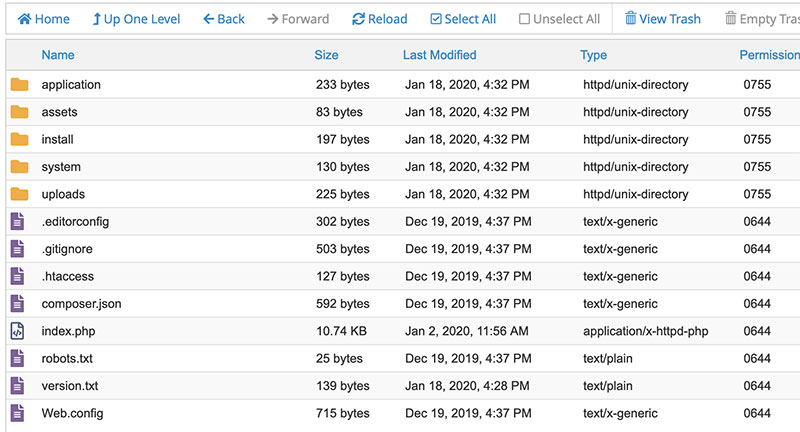 Home Up One Level Back Forward Reload Select All Unselect All View Trash Empty Tras
Name Size Last Modified Type Permission
application 233 bytes Jan 18, 2020, 4:32 PM httpd/unix-directory 0755
assets 83 bytes Jan 18, 2020, 4:32 PM httpd/unix-directory 0755
install 197 bytes Jan 18, 2020, 4:32 PM httpd/unix-directory 0755
system 130 bytes Jan 18, 2020, 4:32 PM httpd/unix-directory 0755
uploads 225 bytes Jan 18, 2020, 4:32 PM httpd/unix-directory 0755
.editorconfig 302 bytes Dec 19, 2019, 4:37 PM text/x-generic 0644
.gitignore 503 bytes Dec 19, 2019, 4:37 PM text/x-generic 0644
.htaccess 127 bytes Dec 19, 2019, 4:37 PM text/x-generic 0644
composer.json 592 bytes Dec 19, 2019, 4:37 PM text/x-generic 0644
index.php 10.74 KB Jan 2, 2020, 11:56 AM application/x-httpd-php 0644
robots.txt 25 bytes Dec 19, 2019, 4:37 PM text/plain 0644
version.txt 139 bytes Jan 18, 2020, 4:28 PM text/plain 0644
Web.config 715 bytes Dec 19, 2019, 4:37 PM text/x-generic 0644